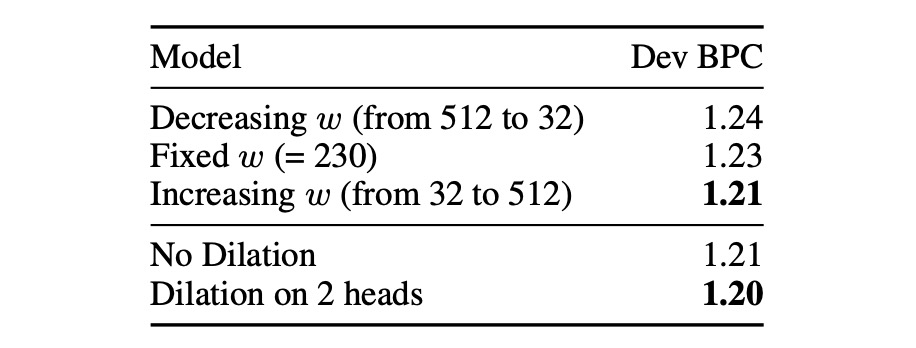 Model Dev BPC
Decreasing w (from 512 to 32) 1.24
Fixed w (= 230) 1.23
Increasing w (from 32 to 512) 1.21
No Dilation 1.21
Dilation on 2 heads 1.20